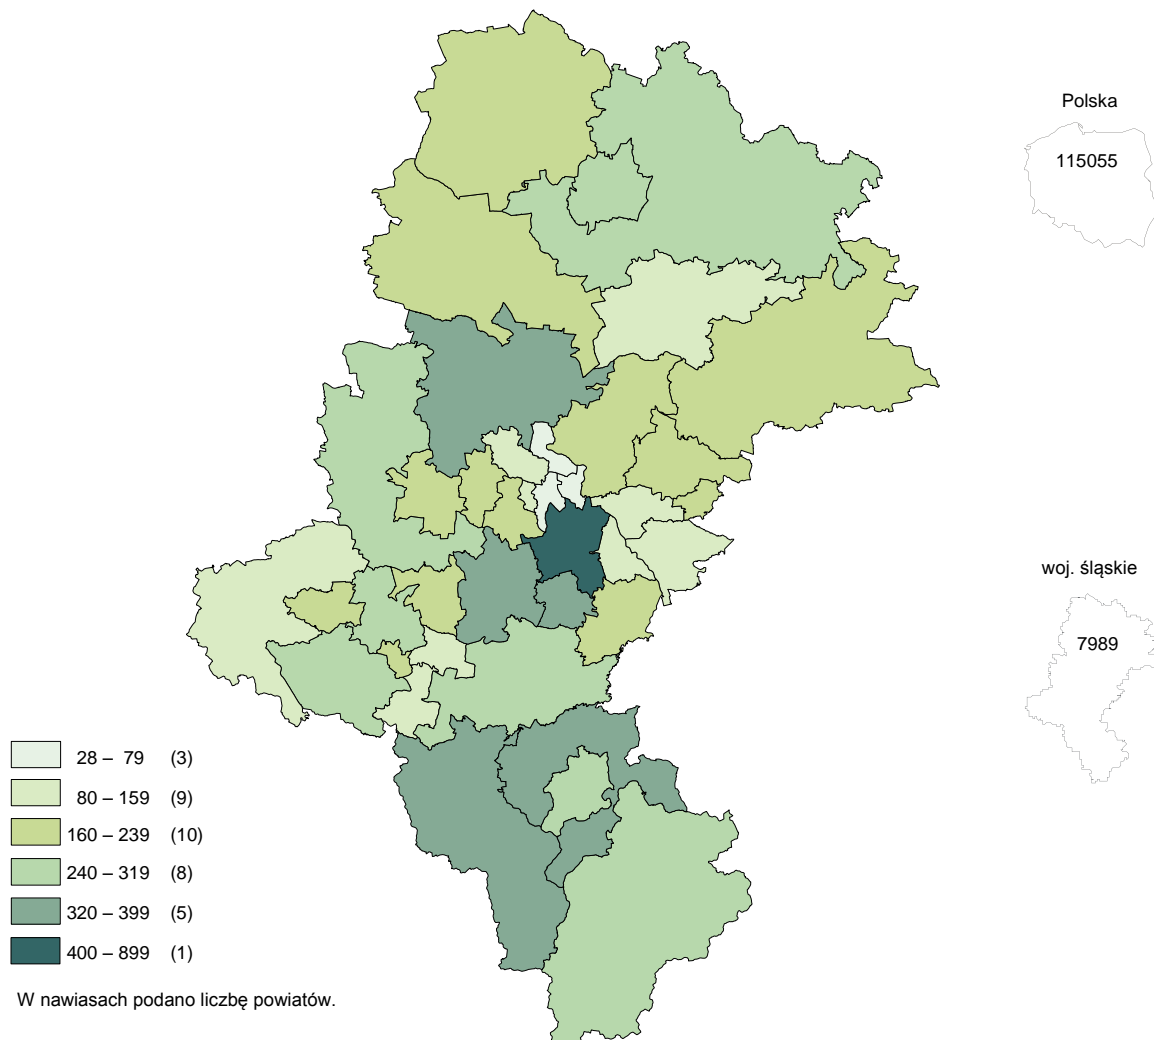 Polska
115055
woj. śląskie
7989
28 – 79 (3)
80 – 159 (9)
160 – 239 (10)
240 – 319 (8)
320 – 399 (5)
400 – 899 (1)
W nawiasach podano liczbę powiatów.